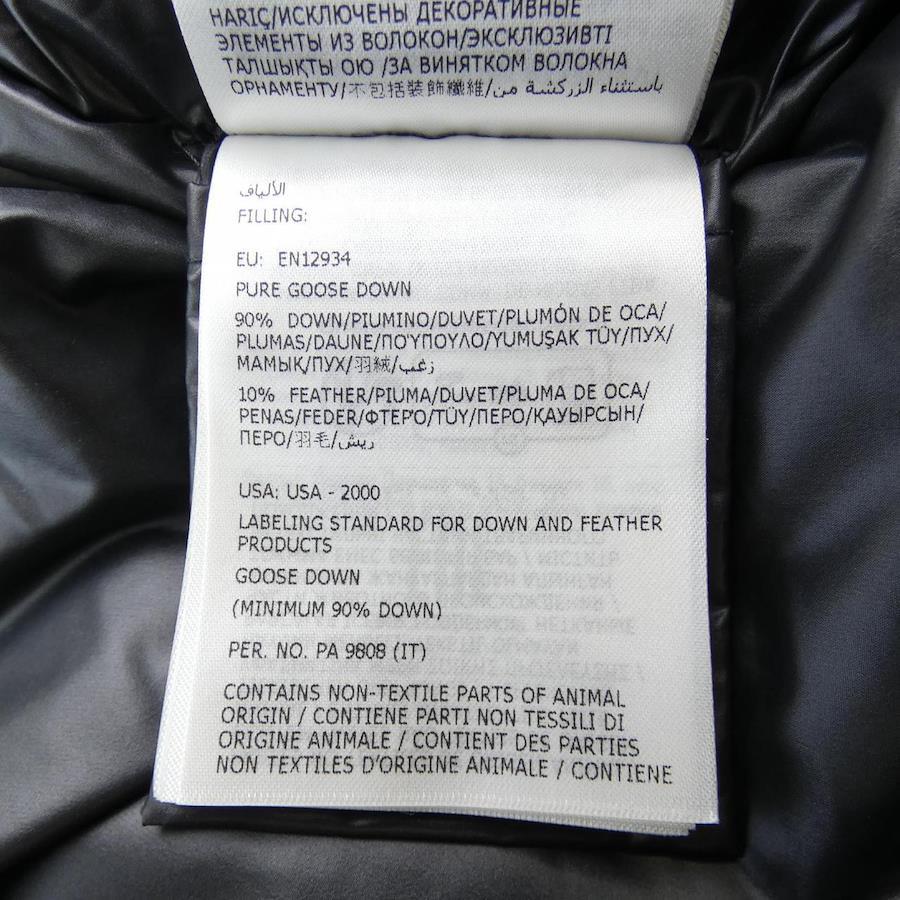 HARIÇ/ИСКЛЮЧЕНЫ ДЕКОРАТИВНЫЕ
ЭЛЕМЕНТЫ ИЗ ВОЛОКОН/ЭКСКЛЮЗИВТІ
ТАЛШЫҚТЫ ОЮ /ЗА ВИНЯТКОМ ВОЛОКНА
ОРНАМЕНТУ/不包括裝飾纖維/باستثناء الزركشة من
الألياف
FILLING:
EU: EN12934
PURE GOOSE DOWN
90% DOWN/PIUMINO/DUVET/PLUMÓN DE OCA/
PLUMAS/DAUNE/ΠΟΎΠΟΥΛΟ/YUMUŞAK TÜY/ПУХ/
МАМЫҚ/ПУХ/羽絨/زغب/
10% FEATHER/PIUMA/DUVET/PLUMA DE OCA/
PENAS/FEDER/ΦΤΕΡΌ/TÜY/ПЕРО/ҚАУЫРСЫН/
ПЕРО/羽毛/ريش/
USA: USA - 2000
LABELING STANDARD FOR DOWN AND FEATHER
PRODUCTS
GOOSE DOWN
(MINIMUM 90% DOWN)
PER. NO. PA 9808 (IT)
CONTAINS NON-TEXTILE PARTS OF ANIMAL
ORIGIN / CONTIENE PARTI NON TESSILI DI
ORIGINE ANIMALE / CONTIENT DES PARTIES
NON TEXTILES D'ORIGINE ANIMALE / CONTIENE